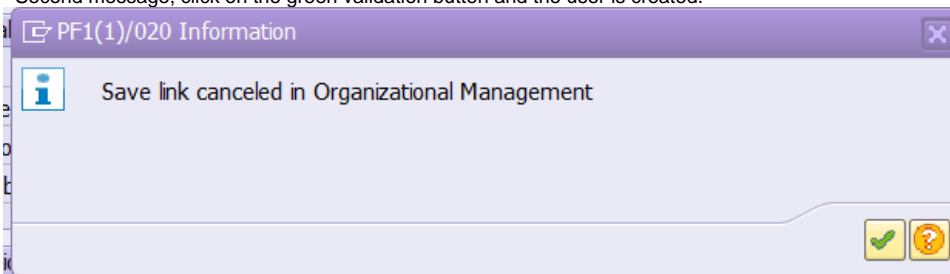 Second message, click on the green validation button and the user is created.
PF1(1)/020 Information
Save link canceled in Organizational Management